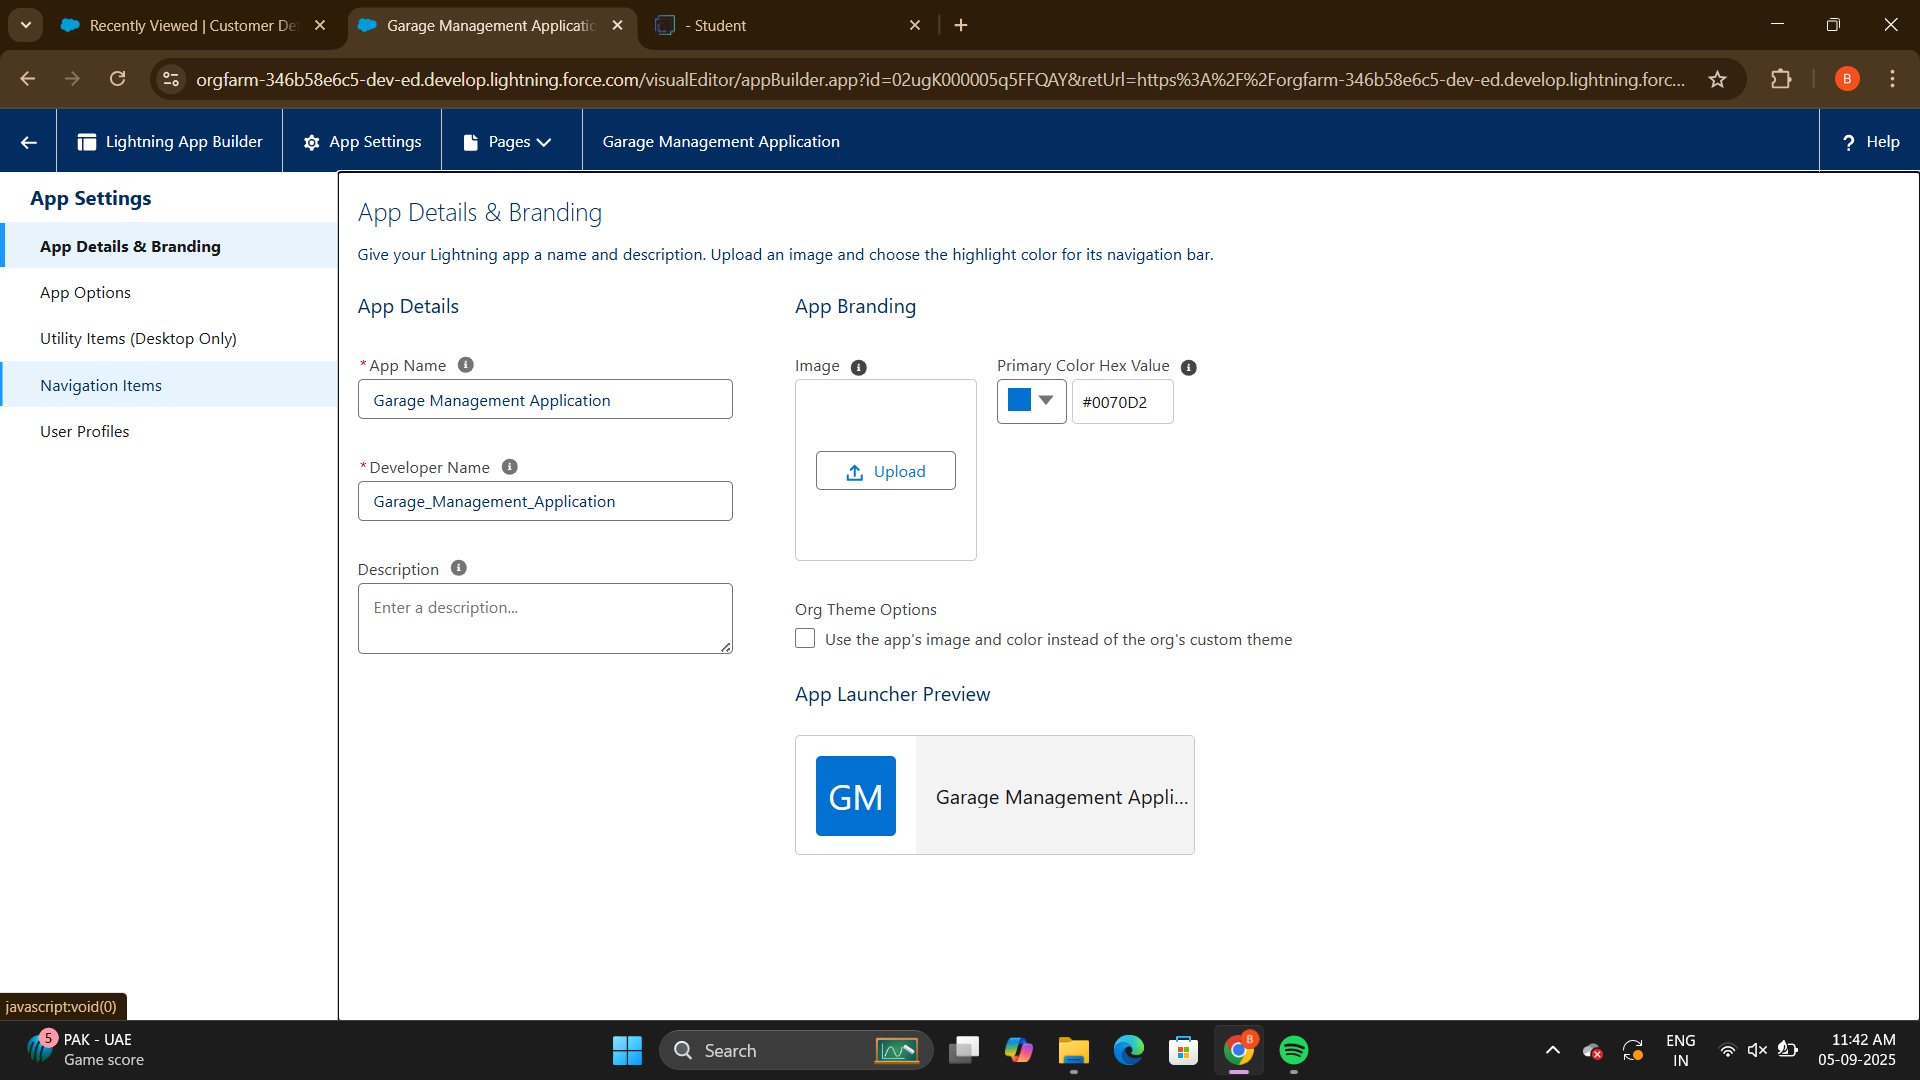 Recently Viewed | Customer De
Garage Management Applicatio
- Student
orgfarm-346b58e6c5-dev-ed.develop.lightning.force.com/visualEditor/appBuilder.app?id=02ugK000005q5FFQAY&retUrl=https%3A%2F%2Forgfarm-346b58e6c5-dev-ed.develop.lightning.forc...
B
Lightning App Builder
App Settings
Pages
Garage Management Application
? Help
App Settings
App Details & Branding
App Options
Utility Items (Desktop Only)
Navigation Items
User Profiles
App Details & Branding
Give your Lightning app a name and description. Upload an image and choose the highlight color for its navigation bar.
App Details
*App Name
Garage Management Application
*Developer Name
Garage_Management_Application
Description
Enter a description...
App Branding
Image
Upload
Primary Color Hex Value
#0070D2
Org Theme Options
Use the app's image and color instead of the org's custom theme
App Launcher Preview
GM
Garage Management Appli...
javascript:void(0)
5
PAK - UAE
Game score
Search
B
ENG
IN
11:42 AM
05-09-2025